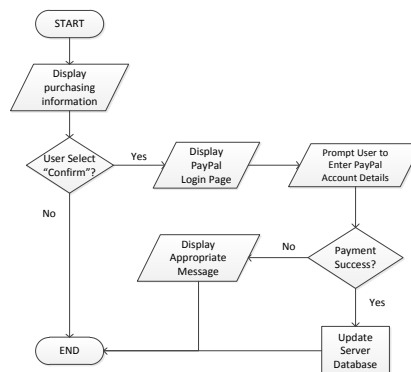 START
Display
purchasing
information
User Select
"Confirm"?
Yes
Display
PayPal
Login Page
Prompt User to
Enter PayPal
Account Details
No
Display
Appropriate
Message
No
Payment
Success?
Yes
Update
Server
Database
END